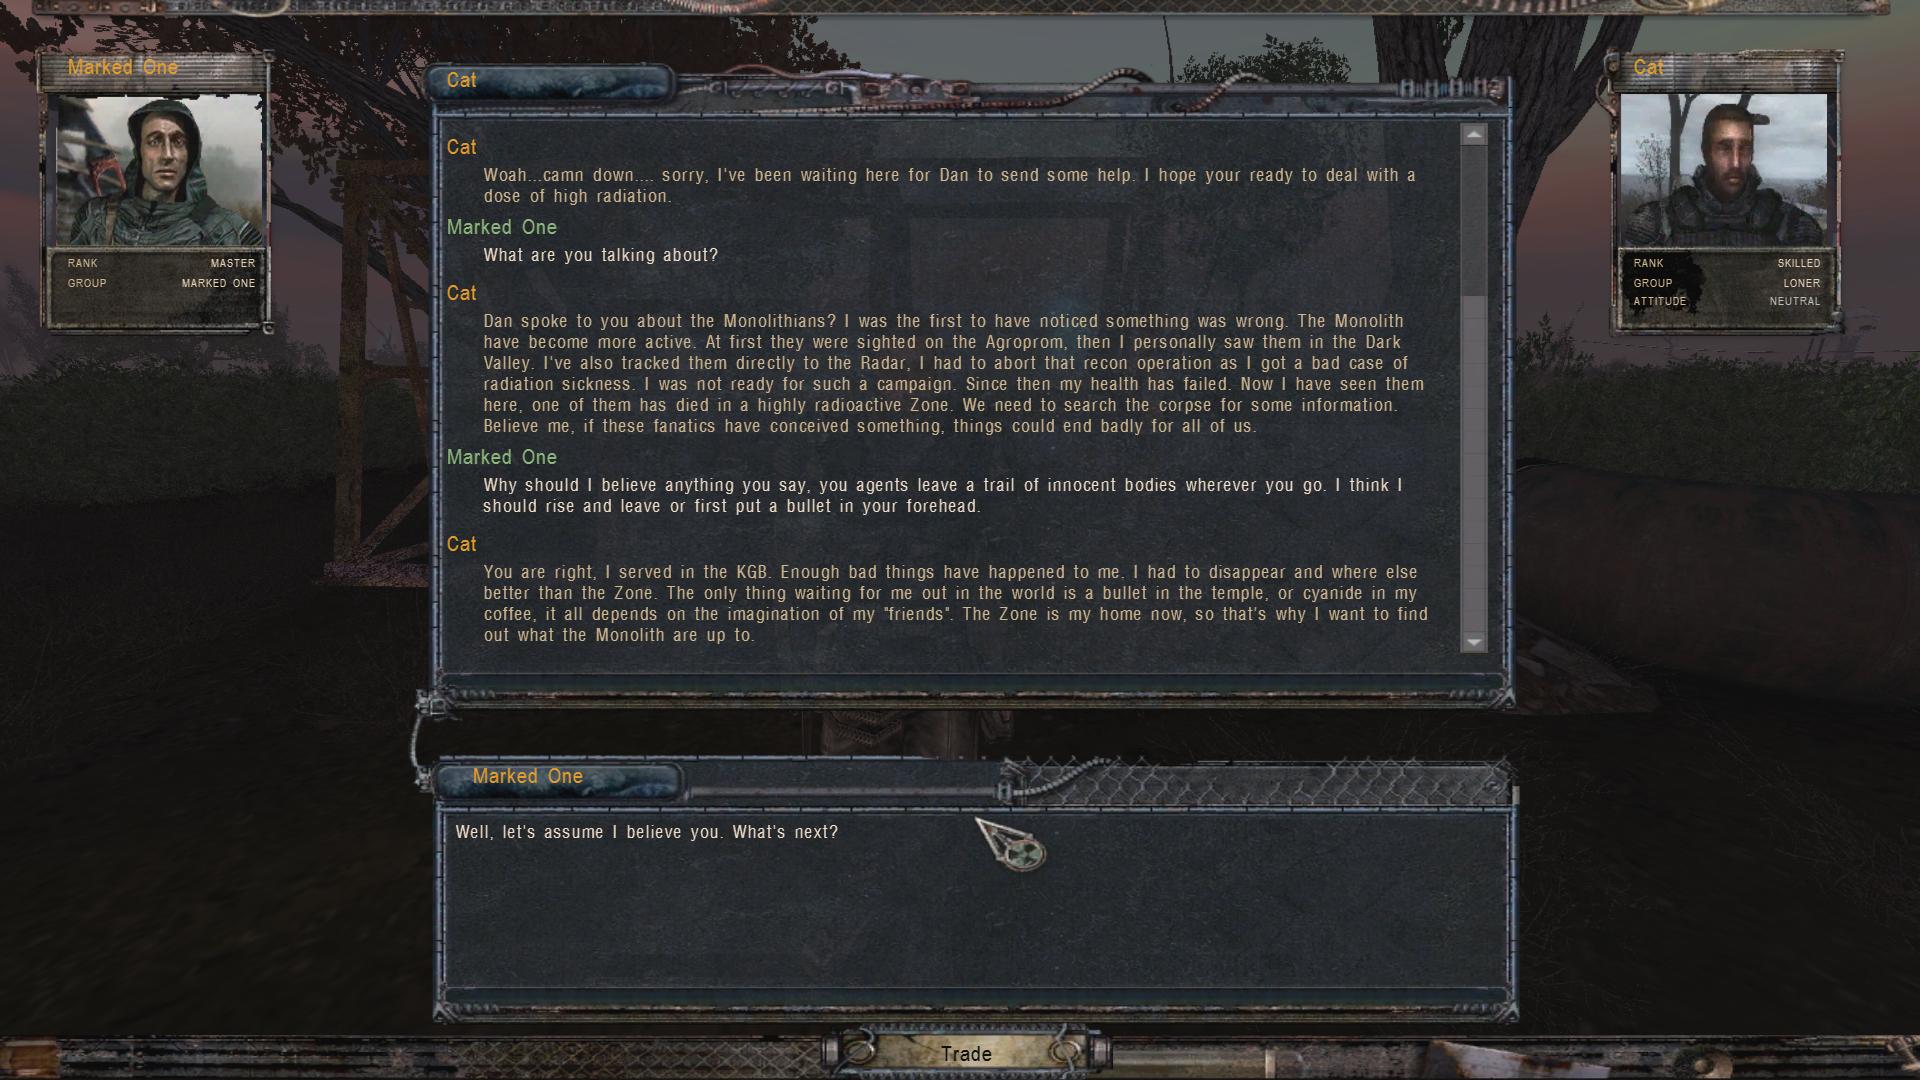 Marked One
RANK MASTER
GROUP MARKED ONE
Cat
Cat
Woah...camn down.... sorry, I've been waiting here for Dan to send some help. I hope your ready to deal with a
dose of high radiation.
Marked One
What are you talking about?
Cat
Dan spoke to you about the Monolithians? I was the first to have noticed something was wrong. The Monolith
have become more active. At first they were sighted on the Agroprom, then I personally saw them in the Dark
Valley. I've also tracked them directly to the Radar, I had to abort that recon operation as I got a bad case of
radiation sickness. I was not ready for such a campaign. Since then my health has failed. Now I have seen them
here, one of them has died in a highly radioactive Zone. We need to search the corpse for some information.
Believe me, if these fanatics have conceived something, things could end badly for all of us.
Marked One
Why should I believe anything you say, you agents leave a trail of innocent bodies wherever you go. I think I
should rise and leave or first put a bullet in your forehead.
Cat
You are right, I served in the KGB. Enough bad things have happened to me. I had to disappear and where else
better than the Zone. The only thing waiting for me out in the world is a bullet in the temple, or cyanide in my
coffee, it all depends on the imagination of my "friends". The Zone is my home now, so that's why I want to find
out what the Monolith are up to.
Cat
RANK SKILLED
GROUP LONER
ATTITUDE NEUTRAL
Marked One
Well, let's assume I believe you. What's next?
Trade